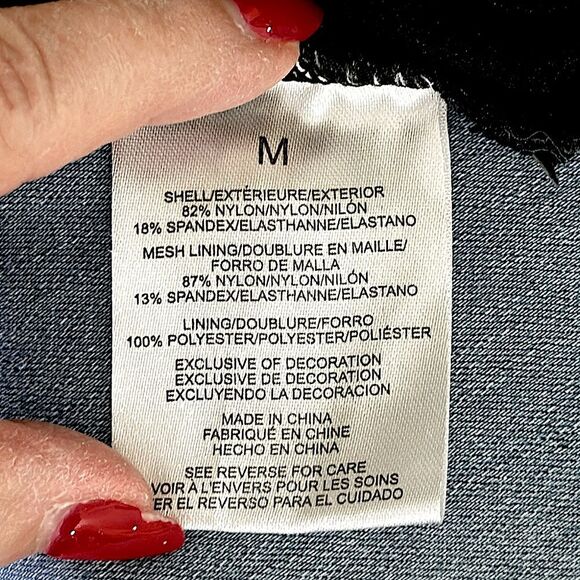 M
SHELL/EXTÉRIEURE/EXTERIOR
82% NYLON/NYLON/NILÓN
18% SPANDEX/ELASTHANNE/ELASTANO
MESH LINING/DOUBLURE EN MAILLE/
FORRO DE MALLA
87% NYLON/NYLON/NILÓN
13% SPANDEX/ELASTHANNE/ELASTANO
LINING/DOUBLURE/FORRO
100% POLYESTER/POLYESTER/POLIÉSTER
EXCLUSIVE OF DECORATION
EXCLUSIVE DE DECORATION
EXCLUYENDO LA DECORACION
MADE IN CHINA
FABRIQUÉ EN CHINE
HECHO EN CHINA
SEE REVERSE FOR CARE
VOIR À L'ENVERS POUR LES SOINS
EL REVERSO PARA EL CUIDADO